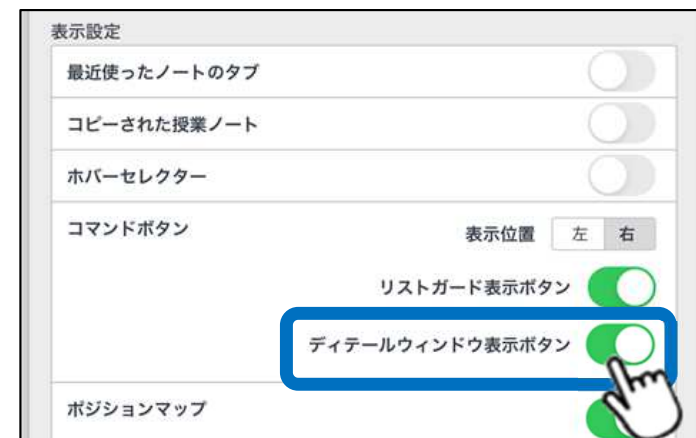 表示設定
最近使ったノートのタブ
コピーされた授業ノート
ホバーセレクター
コマンドボタン 表示位置 左 右
リストガード表示ボタン
ディテールウィンドウ表示ボタン
ポジションマップ